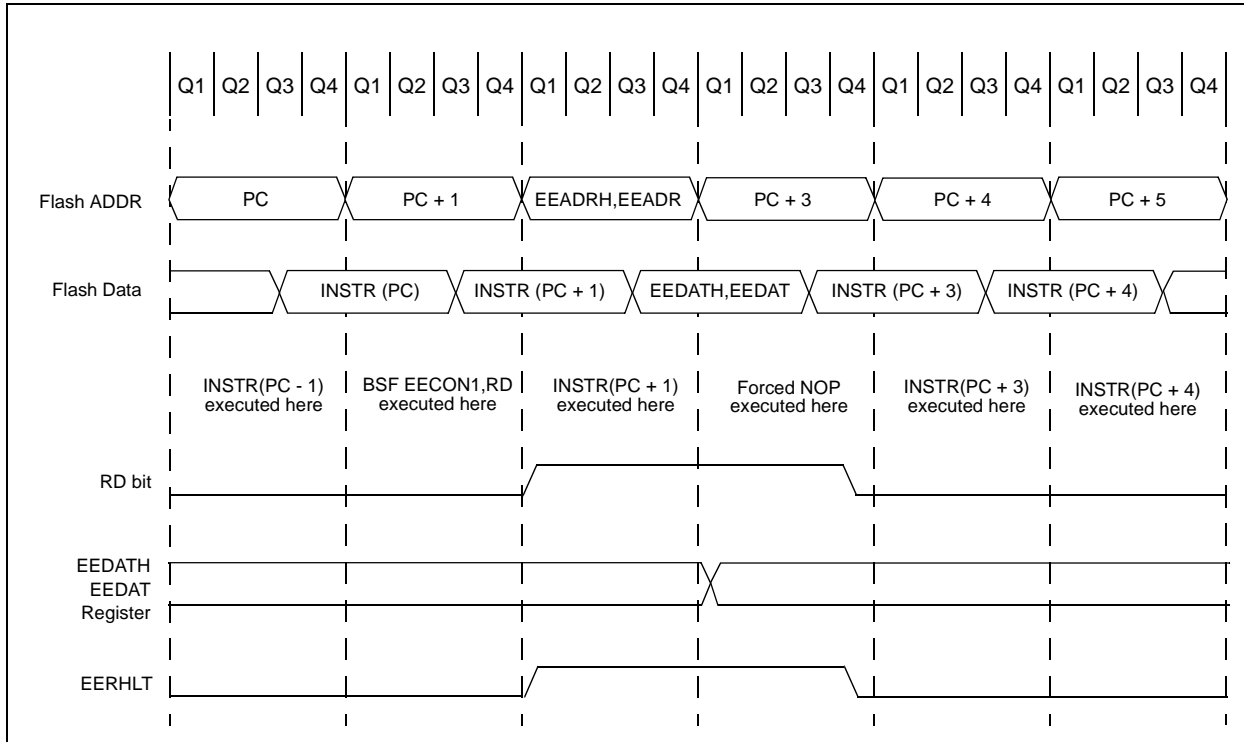 Q1 Q2 Q3 Q4 Q1 Q2 Q3 Q4 Q1 Q2 Q3 Q4 Q1 Q2 Q3 Q4 Q1 Q2 Q3 Q4 Q1 Q2 Q3 Q4
Flash ADDR PC PC + 1 EEADRH,EEADR PC + 3 PC + 4 PC + 5
Flash Data INSTR (PC) INSTR (PC + 1) EEDATH,EEDAT INSTR (PC + 3) INSTR (PC + 4)
INSTR(PC - 1) BSF EECON1,RD INSTR(PC + 1) Forced NOP INSTR(PC + 3) INSTR(PC + 4)
executed here executed here executed here executed here executed here executed here
RD bit
EEDATH
EEDAT
Register
EERHLT